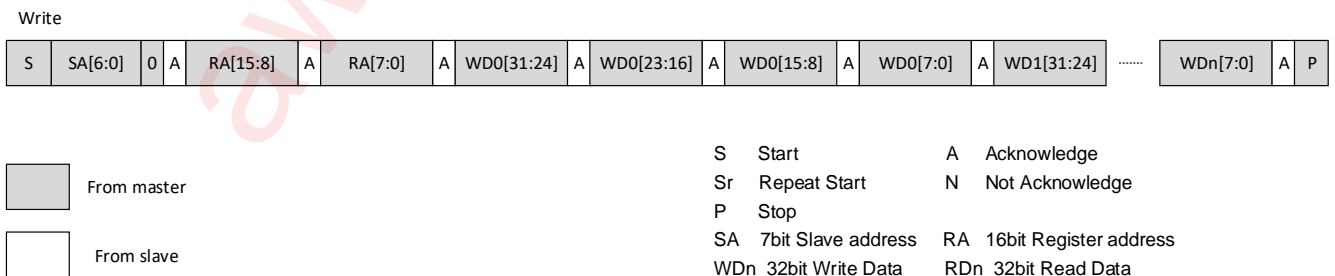 Write
S SA[6:0] 0 A RA[15:8] A RA[7:0] A WD0[31:24] A WD0[23:16] A WD0[15:8] A WD0[7:0] A WD1[31:24] ....... WDn[7:0] A P
S Start A Acknowledge
Sr Repeat Start N Not Acknowledge
From master
P Stop
SA 7bit Slave address RA 16bit Register address
From slave
WDn 32bit Write Data RDn 32bit Read Data